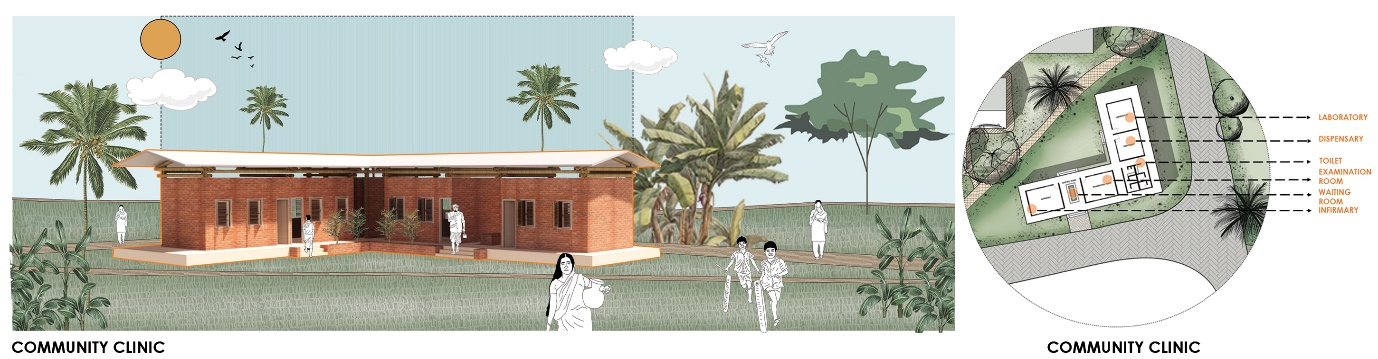 LABORATORY
DISPENSARY
TOILET
EXAMINATION
ROOM
WAITING
ROOM
INFIRMARY
COMMUNITY CLINIC
COMMUNITY CLINIC